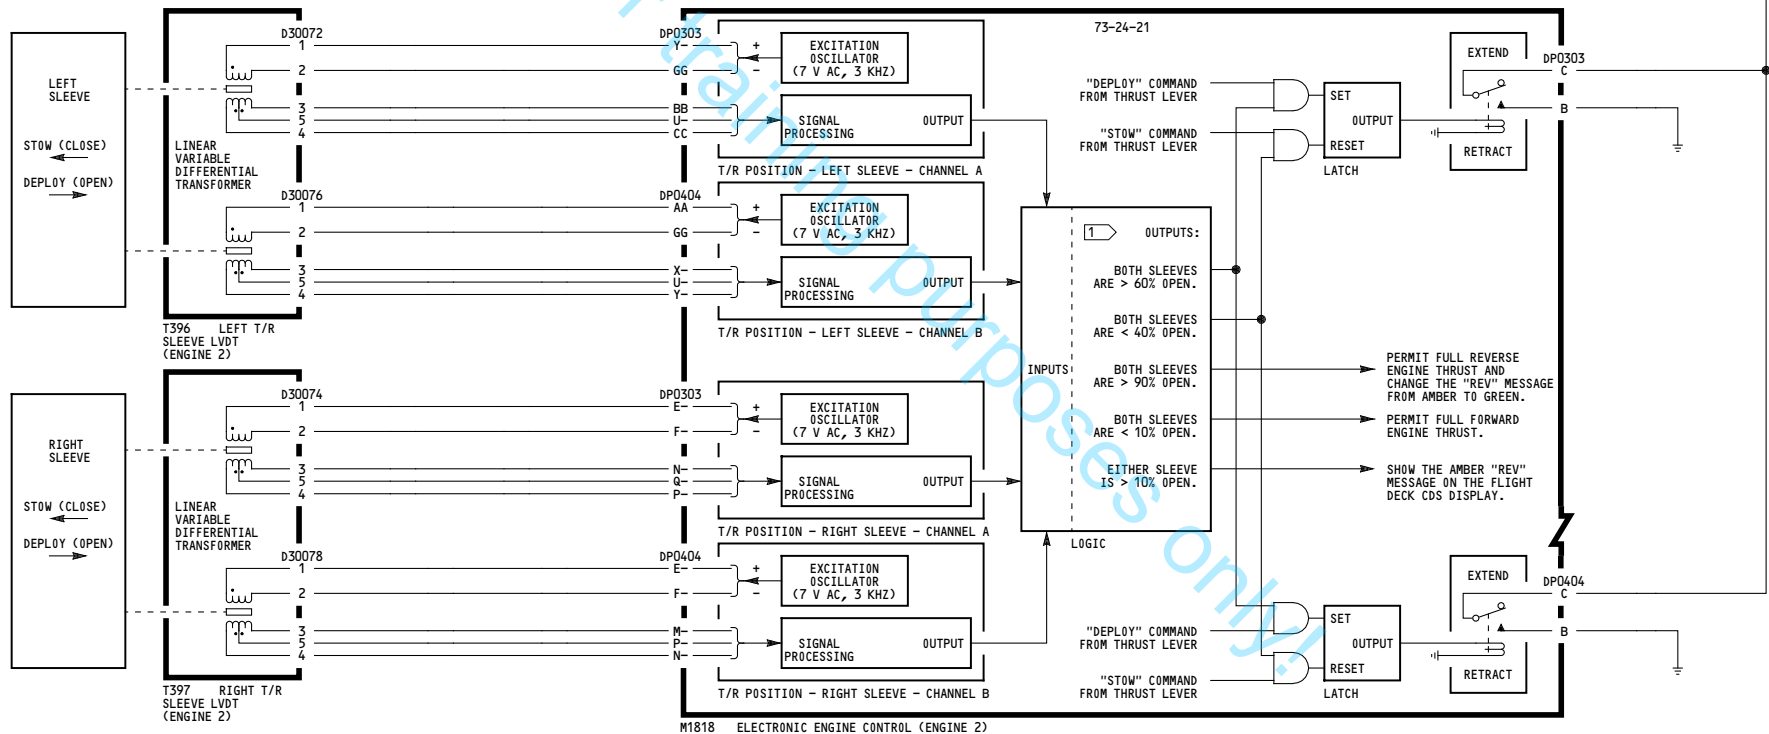 LEFT
SLEEVE
STOW (CLOSE)
DEPLOY (OPEN)
D30072
1
2
3
5
4
LINEAR
VARIABLE
DIFFERENTIAL
TRANSFORMER
D30076
1
2
3
5
4
T396 LEFT T/R
SLEEVE LVDT
(ENGINE 2)
RIGHT
SLEEVE
STOW (CLOSE)
DEPLOY (OPEN)
D30074
1
2
3
5
4
LINEAR
VARIABLE
DIFFERENTIAL
TRANSFORMER
D30078
1
2
3
5
4
T397 RIGHT T/R
SLEEVE LVDT
(ENGINE 2)
DP0303
Y-
GG
BB
U-
CC
+
-
EXCITATION
OSCILLATOR
(7 V AC, 3 KHZ)
SIGNAL
PROCESSING
OUTPUT
T/R POSITION - LEFT SLEEVE - CHANNEL A
DP0404
AA
GG
X-
U-
Y-
+
-
EXCITATION
OSCILLATOR
(7 V AC, 3 KHZ)
SIGNAL
PROCESSING
OUTPUT
T/R POSITION - LEFT SLEEVE - CHANNEL B
DP0303
E-
F-
N-
Q-
P-
+
-
EXCITATION
OSCILLATOR
(7 V AC, 3 KHZ)
SIGNAL
PROCESSING
OUTPUT
T/R POSITION - RIGHT SLEEVE - CHANNEL A
DP0404
E-
F-
M-
P-
N-
+
-
EXCITATION
OSCILLATOR
(7 V AC, 3 KHZ)
SIGNAL
PROCESSING
OUTPUT
T/R POSITION - RIGHT SLEEVE - CHANNEL B
M1818 ELECTRONIC ENGINE CONTROL (ENGINE 2)
73-24-21
"DEPLOY" COMMAND
FROM THRUST LEVER
"STOW" COMMAND
FROM THRUST LEVER
SET
OUTPUT
RESET
LATCH
EXTEND
RETRACT
DP0303
C
B
INPUTS
1
OUTPUTS:
BOTH SLEEVES
ARE > 60% OPEN.
BOTH SLEEVES
ARE < 40% OPEN.
BOTH SLEEVES
ARE > 90% OPEN.
BOTH SLEEVES
ARE < 10% OPEN.
EITHER SLEEVE
IS > 10% OPEN.
LOGIC
PERMIT FULL REVERSE
ENGINE THRUST AND
CHANGE THE "REV" MESSAGE
FROM AMBER TO GREEN.
PERMIT FULL FORWARD
ENGINE THRUST.
SHOW THE AMBER "REV"
MESSAGE ON THE FLIGHT
DECK CDS DISPLAY.
"DEPLOY" COMMAND
FROM THRUST LEVER
"STOW" COMMAND
FROM THRUST LEVER
SET
OUTPUT
RESET
LATCH
EXTEND
RETRACT
DP0404
C
B
training purposes only!